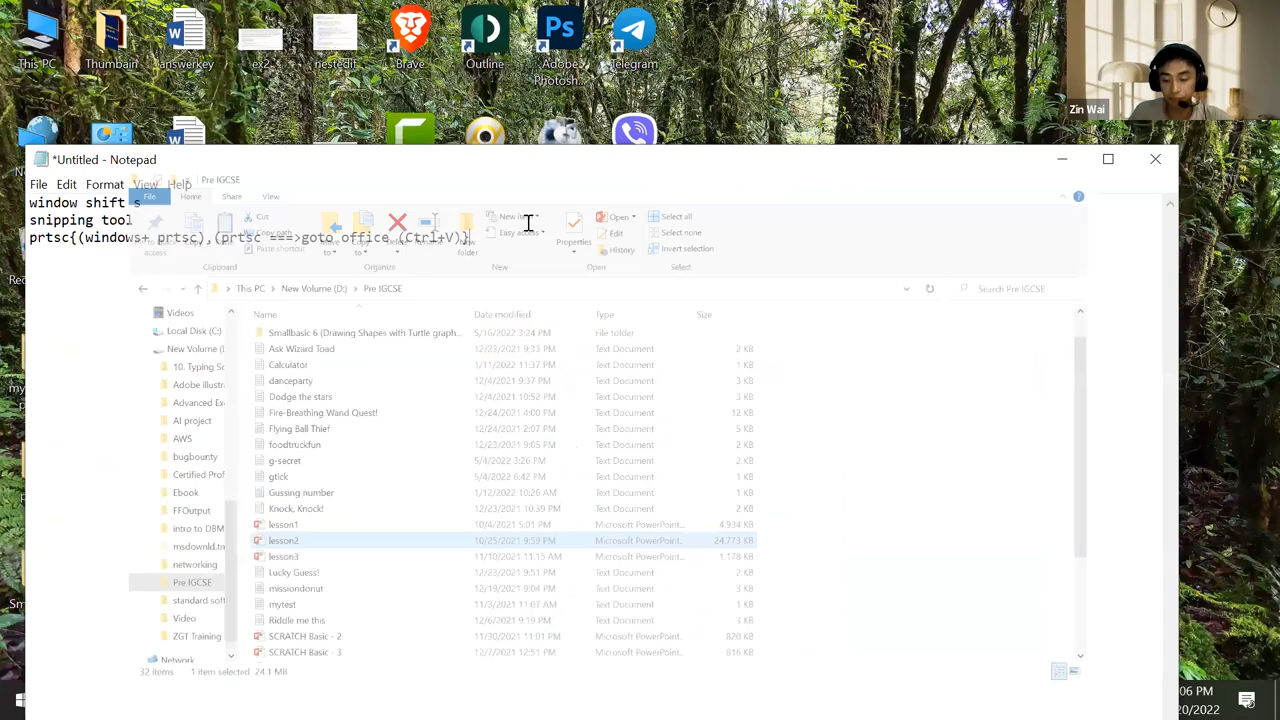 This PC
Thumbain
answerkey
ex2-
nestedif
Brave
Outline
Adobe
Photosh...
Telegram
Zin Wai
*Untitled - Notepad
File Edit Format View Help
window shift s
snipping tool
prtsc{(windows+ prtsc),(prtsc ===>goto office (Ctrl+V))}
Pre IGCSE
File Home Share View
Cut
Copy path
Paste shortcut
access
to
to
folder
New item
Easy access
Properties
Open
Edit
History
Select all
Select none
Invert selection
Clipboard
Organize
New
Open
Select
This PC > New Volume (D:) > Pre IGCSE
Search Pre IGCSE
Name Date modified Type Size
Videos
Local Disk (C:)
New Volume (
10. Typing So
Adobe illustr
Advanced Ex
AI project
AWS
bugbounty
Certified Prof
Ebook
FFOutput
intro to DBM
msdownld.tn
networking
Pre IGCSE
standard soft
Video
ZGT Training
Network
Smallbasic 6 (Drawing Shapes with Turtle graph... 5/16/2022 3:24 PM File folder
Ask Wizard Toad 12/23/2021 9:33 PM Text Document 2 KB
Calculator 1/11/2022 11:37 PM Text Document 1 KB
danceparty 12/4/2021 9:37 PM Text Document 3 KB
Dodge the stars 12/4/2021 10:52 PM Text Document 3 KB
Fire-Breathing Wand Quest! 12/24/2021 4:00 PM Text Document 12 KB
Flying Ball Thief 12/24/2021 2:07 PM Text Document 5 KB
foodtruckfun 12/23/2021 9:05 PM Text Document 2 KB
g-secret 5/4/2022 3:26 PM Text Document 2 KB
gtick 5/4/2022 6:42 PM Text Document 1 KB
Gussing number 1/12/2022 10:26 AM Text Document 1 KB
Knock, Knock! 12/23/2021 10:39 PM Text Document 2 KB
lesson1 10/4/2021 5:01 PM Microsoft PowerPoint... 4,934 KB
lesson2 10/25/2021 9:59 PM Microsoft PowerPoint... 24,773 KB
lesson3 11/10/2021 11:15 AM Microsoft PowerPoint... 1,178 KB
Lucky Guess! 12/23/2021 9:51 PM Text Document 2 KB
missiondonut 12/19/2021 9:04 PM Text Document 3 KB
mytest 11/3/2021 11:07 AM Text Document 1 KB
Riddle me this 12/6/2021 9:19 PM Text Document 3 KB
SCRATCH Basic - 2 11/30/2021 11:01 PM Microsoft PowerPoint... 820 KB
SCRATCH Basic - 3 12/7/2021 12:51 PM Microsoft PowerPoint... 816 KB
32 items 1 item selected 24.1 MB
:06 PM
20/2022